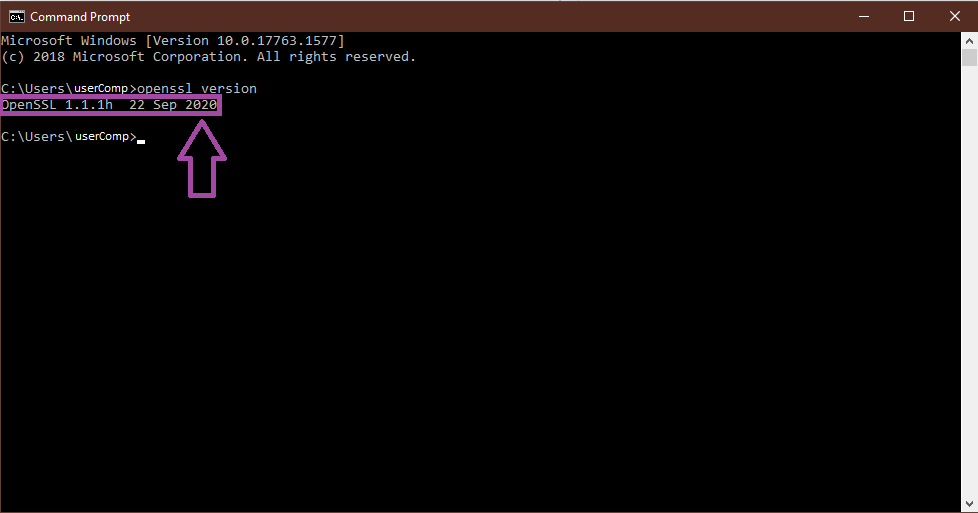 Command Prompt
Microsoft Windows [Version 10.0.17763.1577]
(c) 2018 Microsoft Corporation. All rights reserved.
C:\Users\userComp>openssl version
OpenSSL 1.1.1h  22 Sep 2020
C:\Users\userComp>